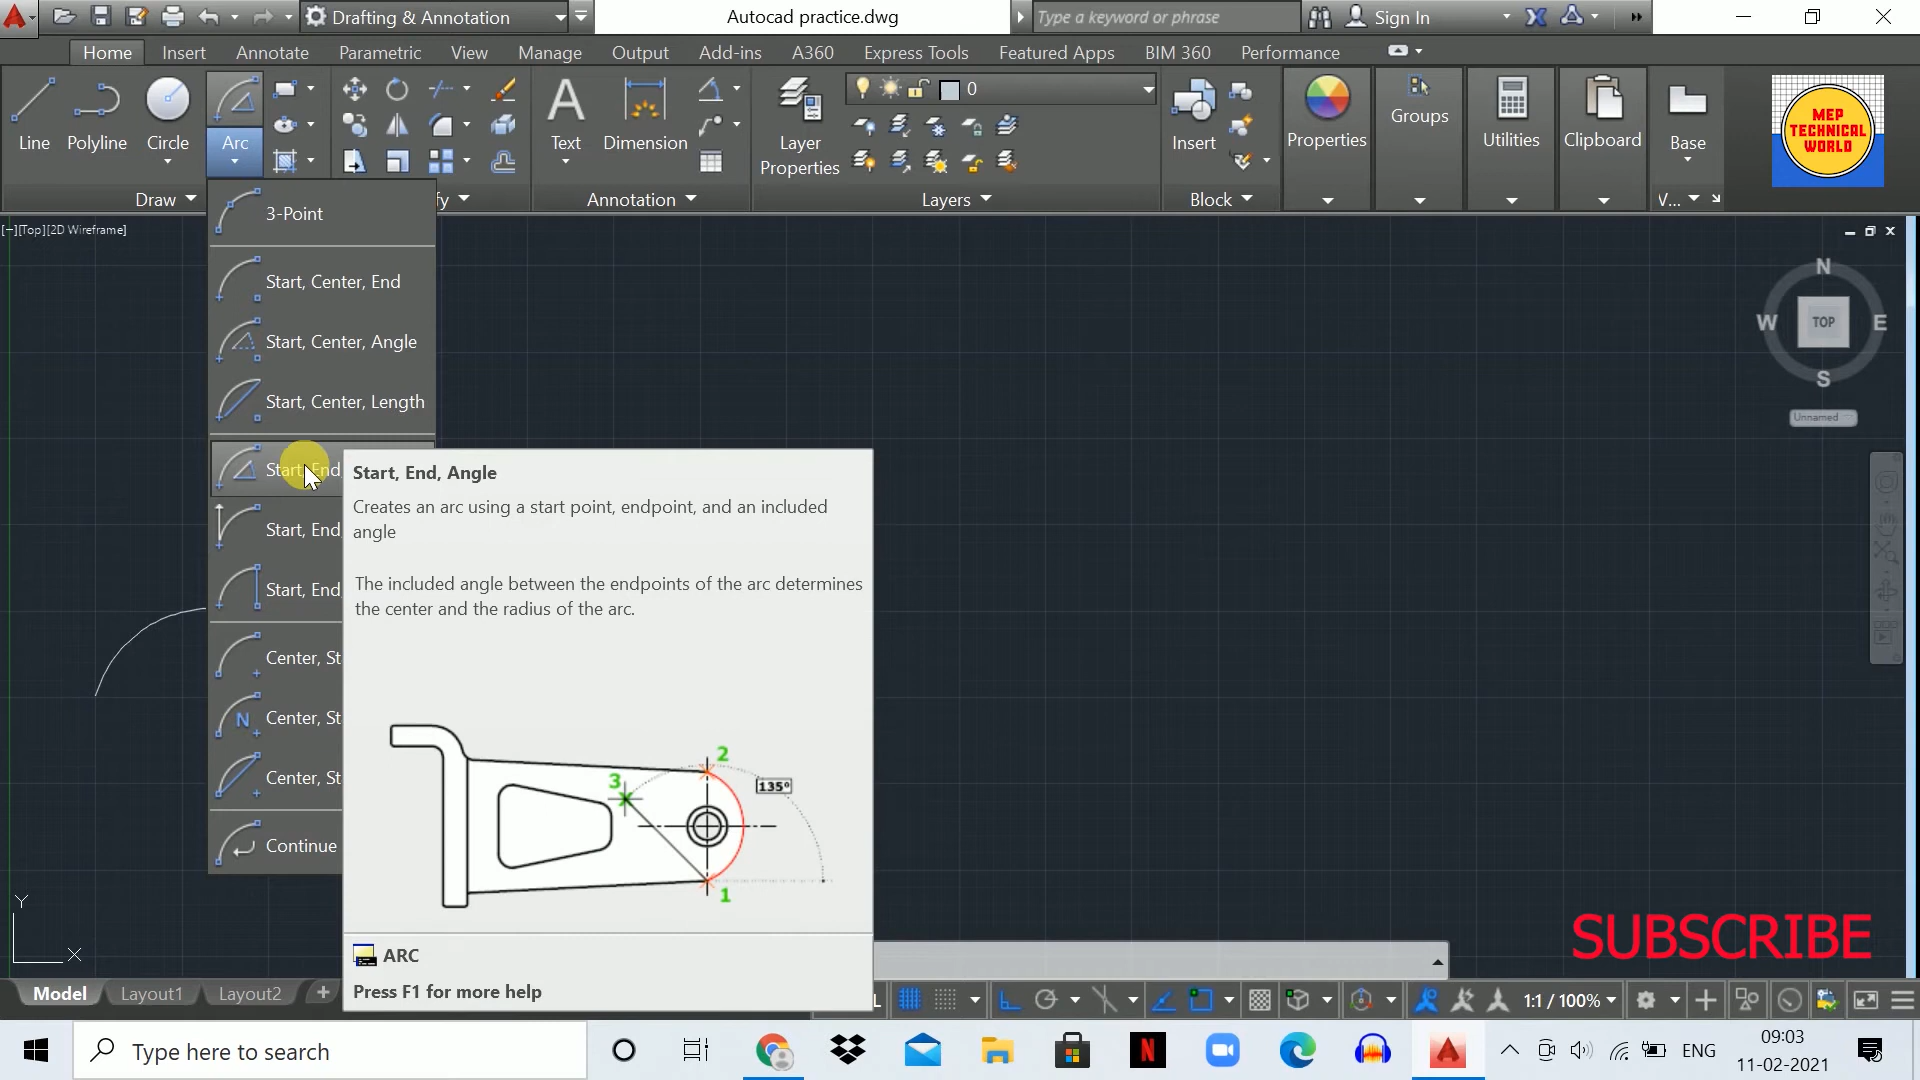 Drafting & Annotation
Autocad practice.dwg
Type a keyword or phrase
Sign In
Home
Insert
Annotate
Parametric
View
Manage
Output
Add-ins
A360
Express Tools
Featured Apps
BIM 360
Performance
Line
Polyline
Circle
Arc
Text
Dimension
Layer
Properties
0
Insert
Properties
Groups
Utilities
Clipboard
Base
MEP
TECHNICAL
WORLD
Draw
fy
Annotation
Layers
Block
V...
[−][Top][2D Wireframe]
3-Point
Start, Center, End
Start, Center, Angle
Start, Center, Length
Start, End,
Start, End,
Start, End,
Center, St
Center, St
Center, St
Continue
Start, End, Angle
Creates an arc using a start point, endpoint, and an included
angle
The included angle between the endpoints of the arc determines
the center and the radius of the arc.
2
3
135°
1
ARC
Press F1 for more help
N
W
TOP
E
S
Unnamed
Y
X
SUBSCRIBE
Model
Layout1
Layout2
+
1:1 / 100%
Type here to search
N
ENG
09:03
11-02-2021